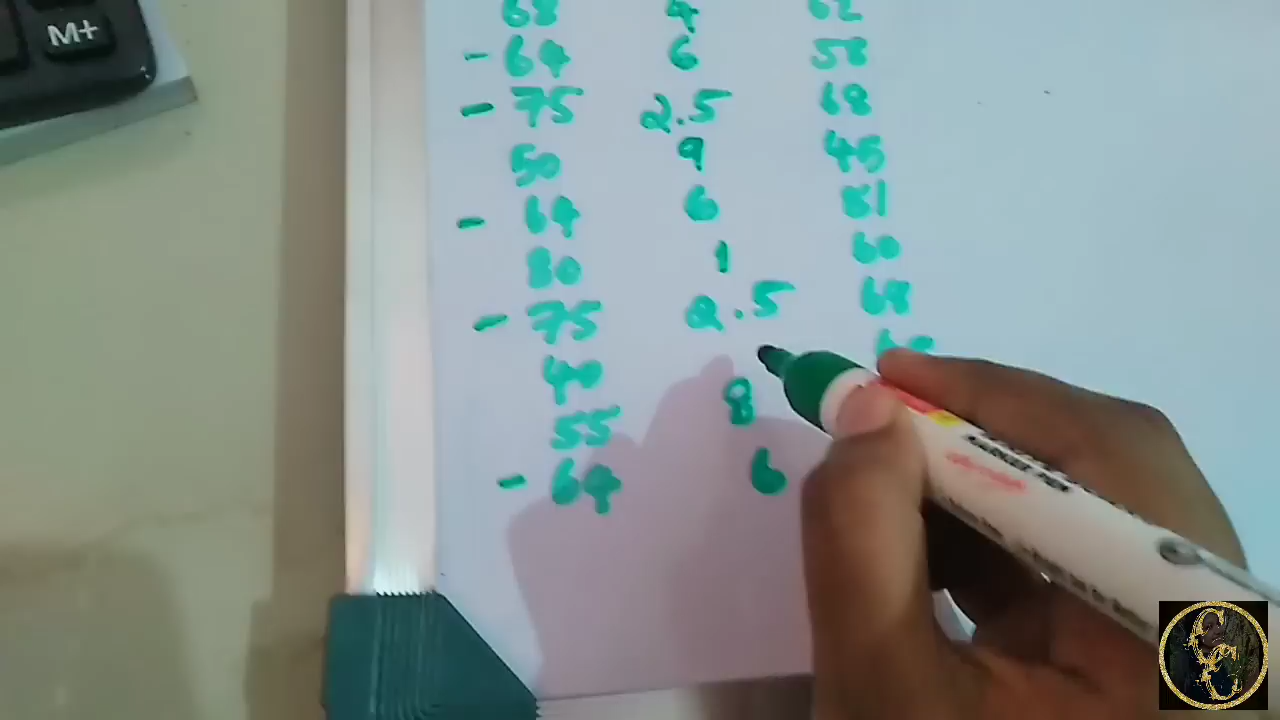 M+
68 4 62
- 64 6 58
- 75 2.5 68
50 9 45
- 64 6 81
80 1 60
- 75 2.5 68
40
55 8
- 64 6